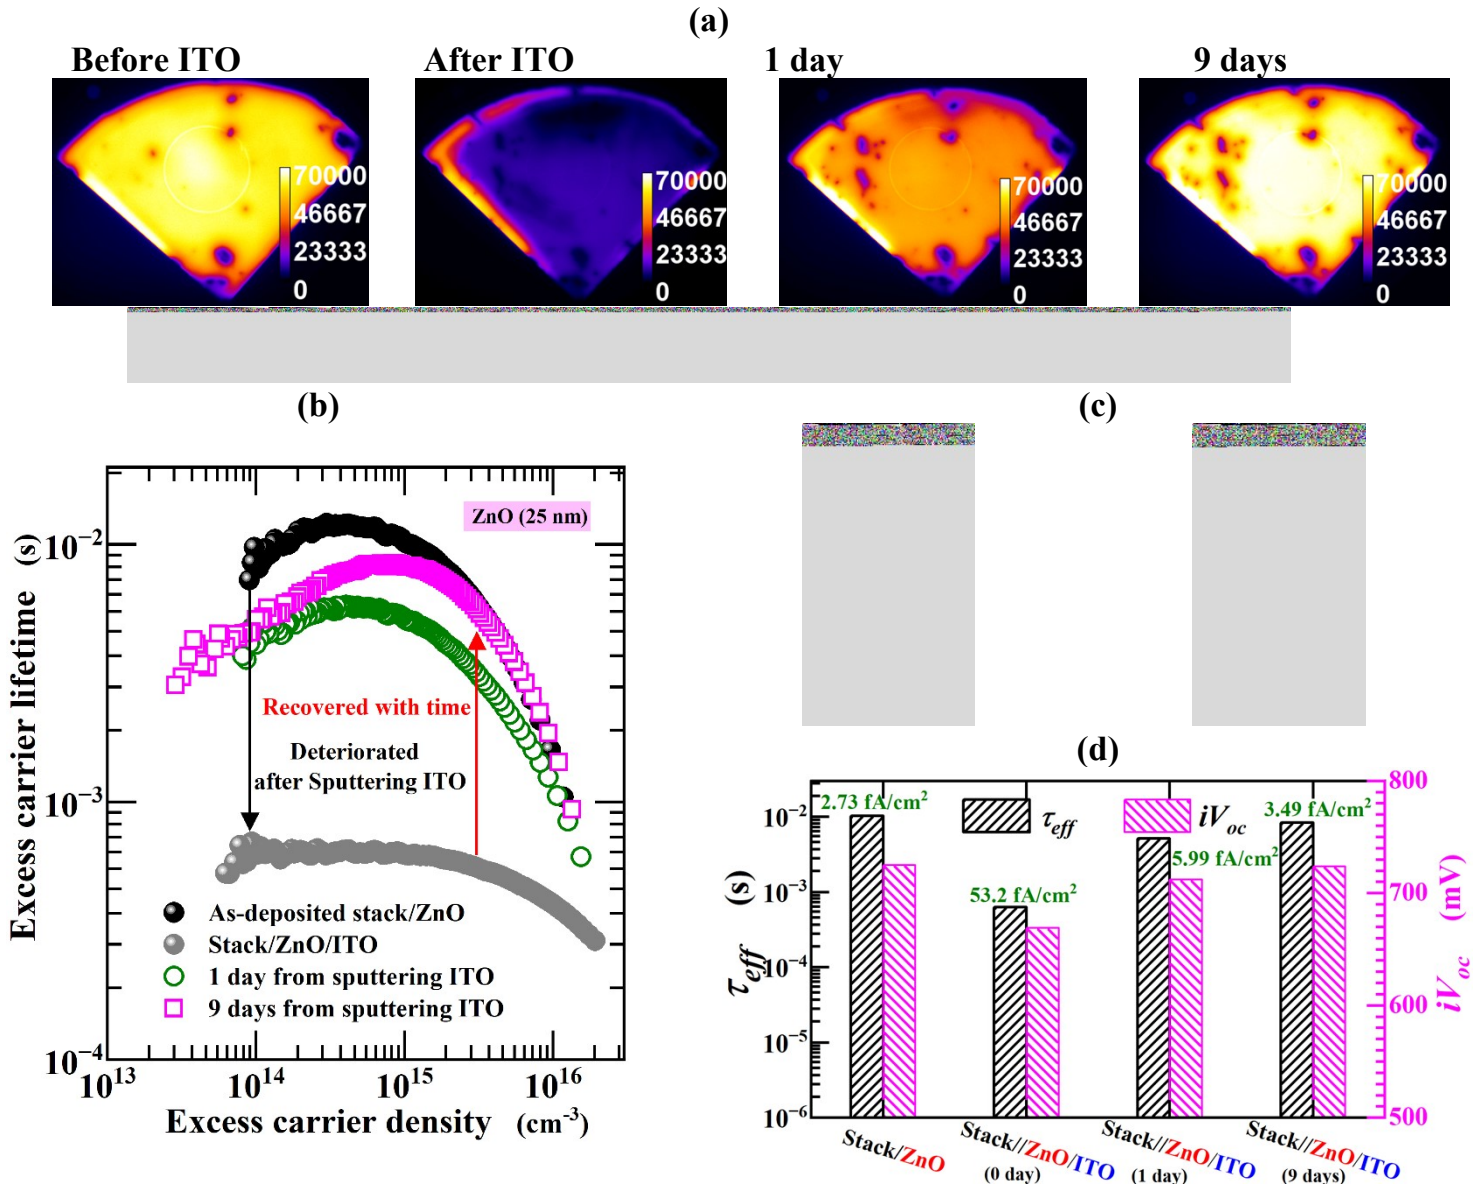 (a)
Before ITO
After ITO
1 day
9 days
70000
46667
23333
0
70000
46667
23333
0
70000
46667
23333
0
70000
46667
23333
0
(b)
ZnO (25 nm)
Excess carrier lifetime (s)
10⁻²
10⁻³
10⁻⁴
Recovered with time
Deteriorated
after Sputtering ITO
As-deposited stack/ZnO
Stack/ZnO/ITO
1 day from sputtering ITO
9 days from sputtering ITO
10¹³ 10¹⁴ 10¹⁵ 10¹⁶
Excess carrier density (cm⁻³)
(c)
(d)
τeff (s)
10⁻²
10⁻³
10⁻⁴
10⁻⁵
10⁻⁶
2.73 fA/cm²
53.2 fA/cm²
5.99 fA/cm²
3.49 fA/cm²
τeff
iVoc
800
700
600
500
iVoc (mV)
Stack/ZnO
Stack//ZnO/ITO
(0 day)
Stack//ZnO/ITO
(1 day)
Stack//ZnO/ITO
(9 days)